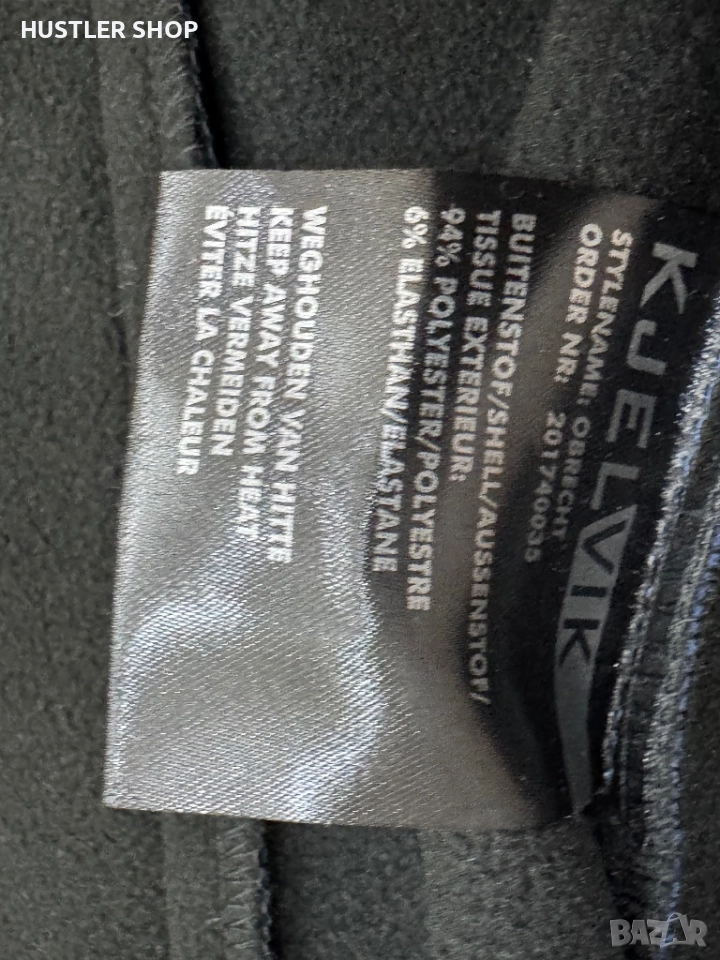 HUSTLER SHOP
KJELVIK
STYLENAME: OBRECHT
ORDER NR: 201740035
BUITENSTOF/SHELL/AUSSENSTOF/
TISSUE EXTERIEUR:
94% POLYESTER/POLYESTRE
6% ELASTHAN/ELASTANE
WEGHOUDEN VAN HITTE
KEEP AWAY FROM HEAT
HITZE VERMEIDEN
ÉVITER LA CHALEUR
BAZAR